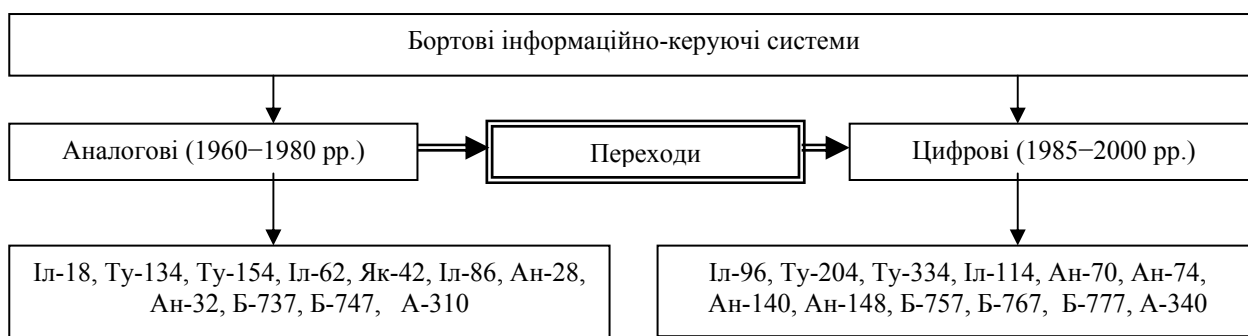 Бортові інформаційно-керуючі системи
Аналогові (1960−1980 рр.)
Переходи
Цифрові (1985−2000 рр.)
Іл-18, Ту-134, Ту-154, Іл-62, Як-42, Іл-86, Ан-28,
Ан-32, Б-737, Б-747, А-310
Іл-96, Ту-204, Ту-334, Іл-114, Ан-70, Ан-74,
Ан-140, Ан-148, Б-757, Б-767, Б-777, А-340